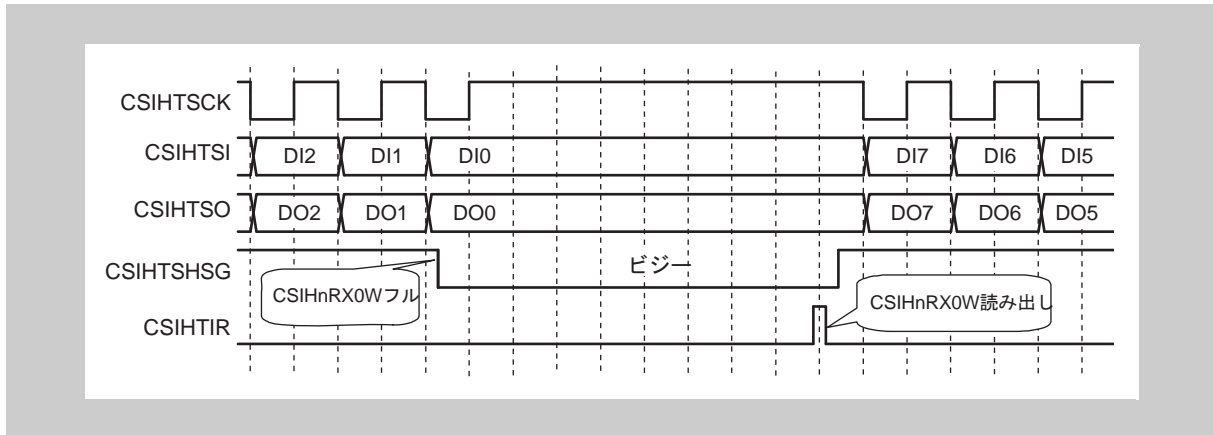 CSIHTSCK
CSIHTSI DI2 DI1 DI0 DI7 DI6 DI5
CSIHTSO DO2 DO1 DO0 DO7 DO6 DO5
CSIHTSHSG ビジー
CSIHnRX0Wフル
CSIHnRX0W読み出し
CSIHTIR